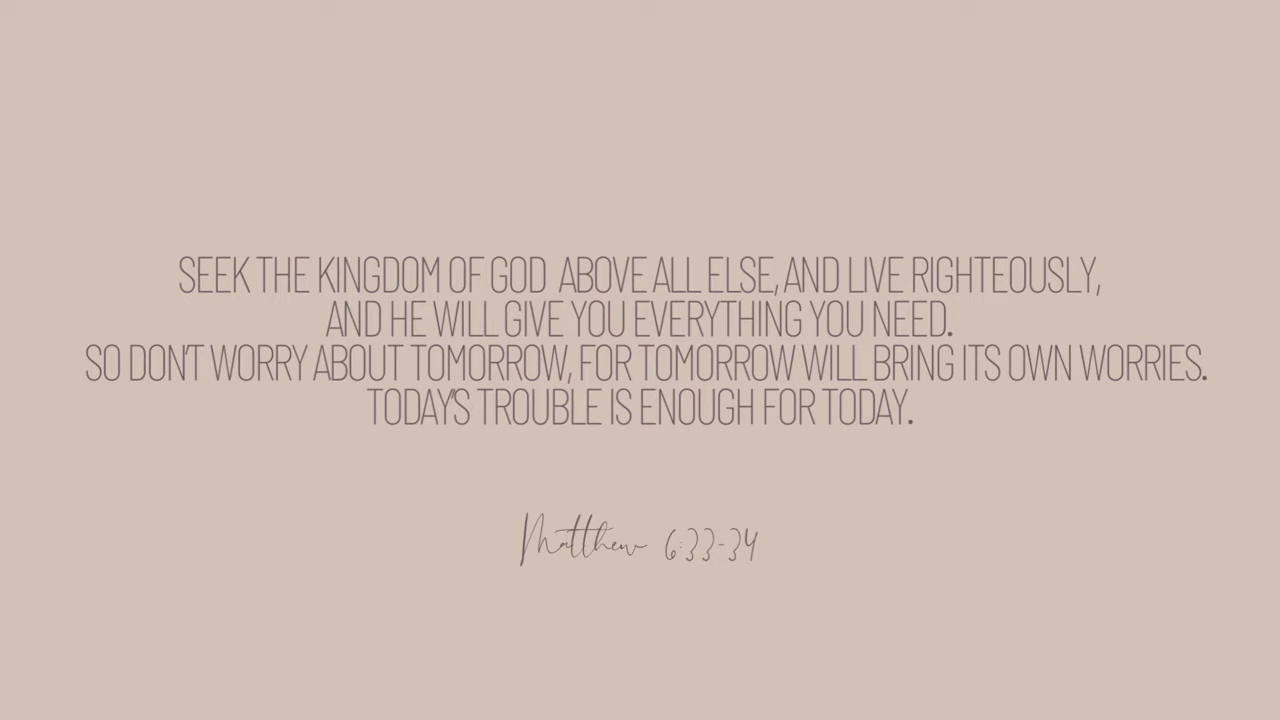 SEEK THE KINGDOM OF GOD ABOVE ALL ELSE, AND LIVE RIGHTEOUSLY,
AND HE WILL GIVE YOU EVERYTHING YOU NEED.
SO DON'T WORRY ABOUT TOMORROW, FOR TOMORROW WILL BRING ITS OWN WORRIES.
TODAY'S TROUBLE IS ENOUGH FOR TODAY.
Matthew 6:33-34